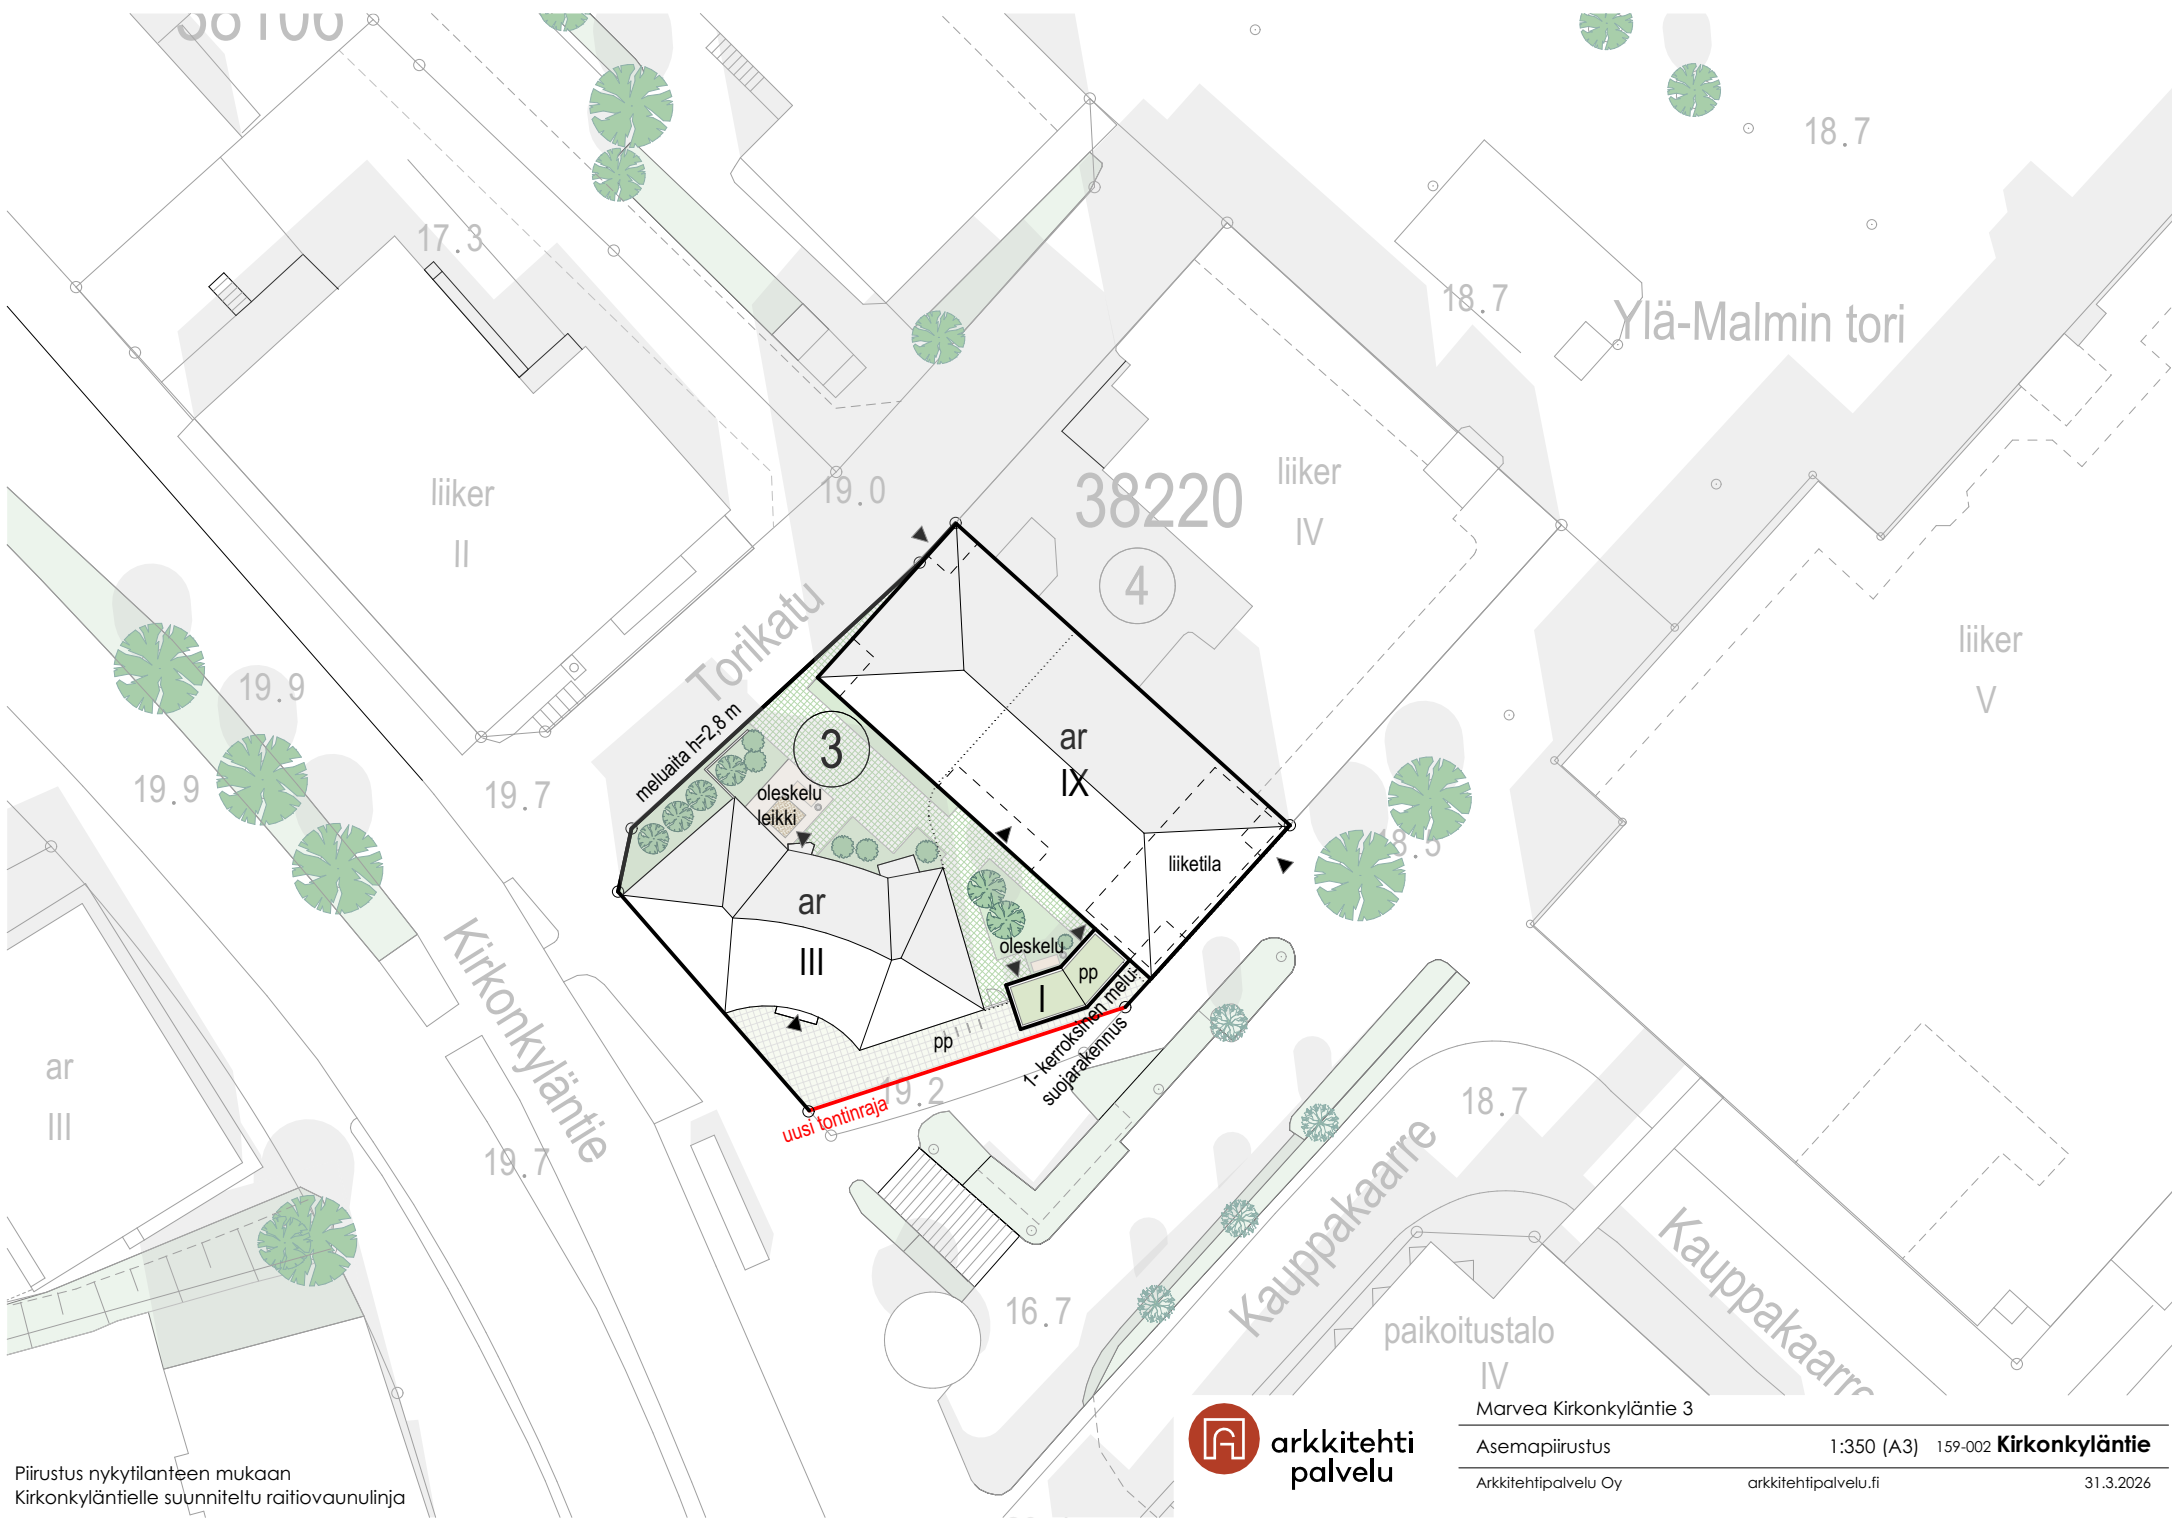 38106
17.3
18.7
18.7
Ylä-Malmin tori
liiker
II
19.0
38220
4
liiker
IV
Torikatu
liiker
V
19.9
19.9
19.7
meluaita h=2,8 m
3
oleskelu
leikki
ar
IX
liiketila
18.5
ar
III
oleskelu
pp
I
pp
1- kerroksinen melu-
suojarakennus
uusi tontinraja
19.2
Kirkonkyläntie
19.7
ar
III
18.7
16.7
Kauppakaarre
Kauppakaarre
paikoitustalo
IV
Piirustus nykytilanteen mukaan
Kirkonkyläntielle suunniteltu raitiovaunulinja
arkkitehti
palvelu
Marvea Kirkonkyläntie 3
Asemapiirustus 1:350 (A3) 159-002 Kirkonkyläntie
Arkkitehtipalvelu Oy arkkitehtipalvelu.fi 31.3.2026